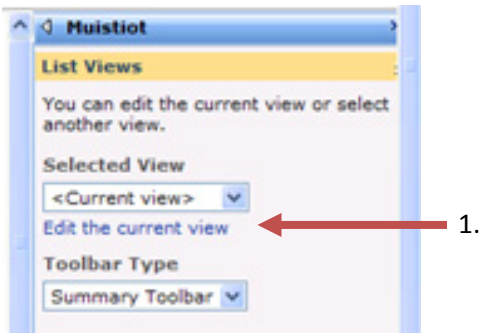 Muistiot
List Views
You can edit the current view or select
another view.
Selected View
<Current view>
Edit the current view
1.
Toolbar Type
Summary Toolbar